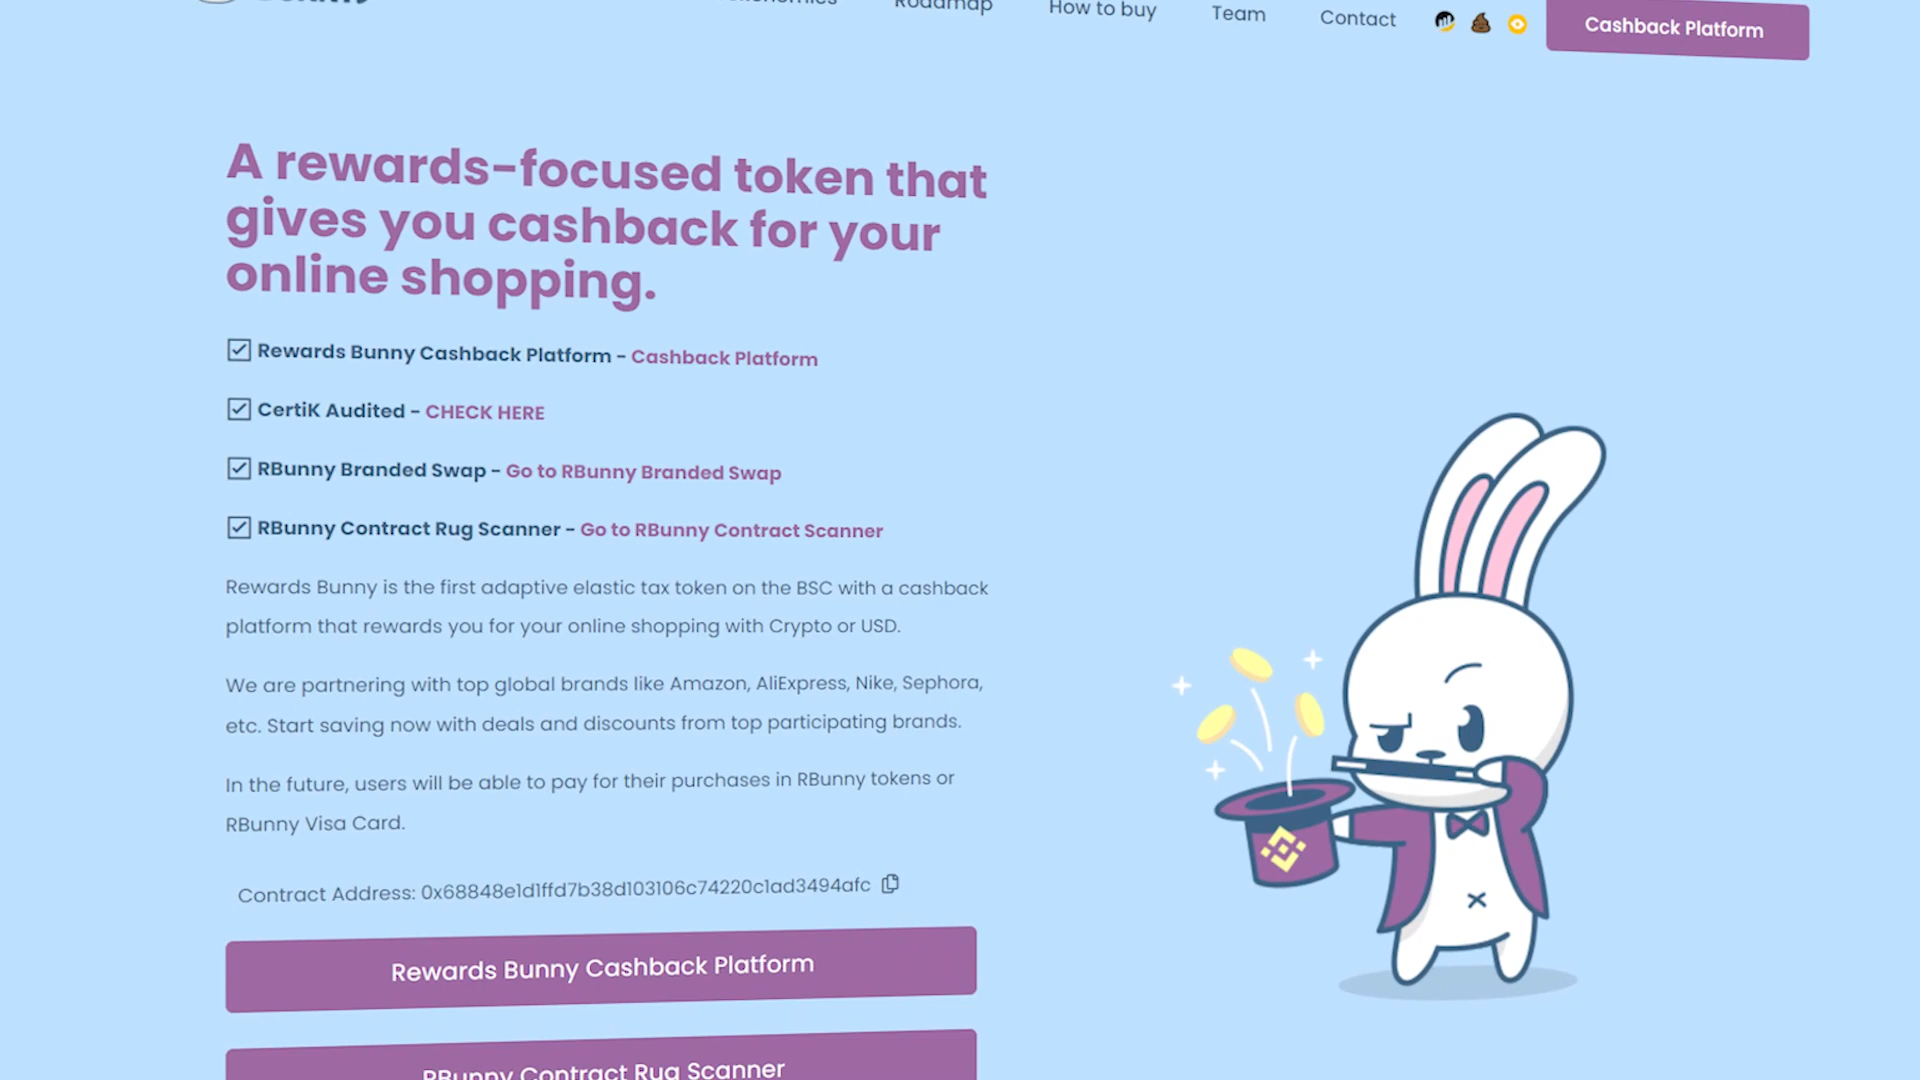 Roadmap
How to buy
Team
Contact
Cashback Platform
A rewards-focused token that
gives you cashback for your
online shopping.
Rewards Bunny Cashback Platform - Cashback Platform
CertiK Audited - CHECK HERE
RBunny Branded Swap - Go to RBunny Branded Swap
RBunny Contract Rug Scanner - Go to RBunny Contract Scanner
Rewards Bunny is the first adaptive elastic tax token on the BSC with a cashback
platform that rewards you for your online shopping with Crypto or USD.
We are partnering with top global brands like Amazon, AliExpress, Nike, Sephora,
etc. Start saving now with deals and discounts from top participating brands.
In the future, users will be able to pay for their purchases in RBunny tokens or
RBunny Visa Card.
Contract Address: 0x68848e1d1ffd7b38d103106c74220c1ad3494afc
Rewards Bunny Cashback Platform
RBunny Contract Rug Scanner